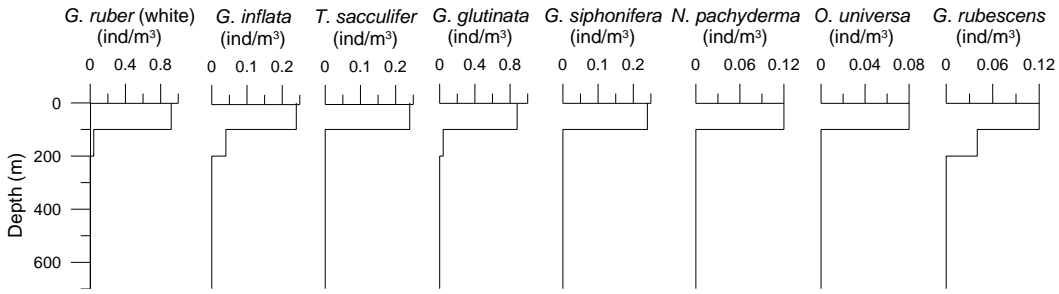 G. ruber (white) G. inflata T. sacculifer G. glutinata G. siphonifera N. pachyderma O. universa G. rubescens
(ind/m³) (ind/m³) (ind/m³) (ind/m³) (ind/m³) (ind/m³) (ind/m³) (ind/m³)
0 0.4 0.8 0 0.1 0.2 0 0.1 0.2 0 0.4 0.8 0 0.1 0.2 0 0.06 0.12 0 0.04 0.08 0 0.06 0.12
0
200
400
600
Depth (m)